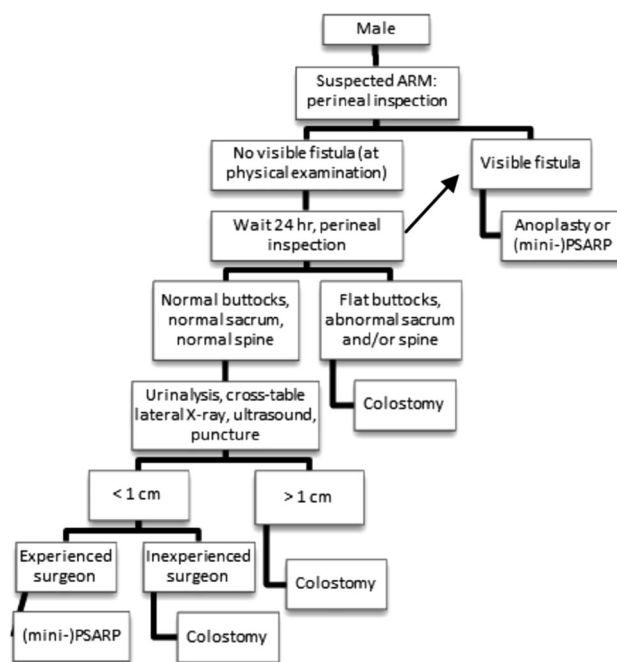 Male
Suspected ARM:
perineal inspection
No visible fistula (at
physical examination)
Visible fistula
Wait 24 hr, perineal
inspection
Anoplasty or
(mini-)PSARP
Normal buttocks,
normal sacrum,
normal spine
Flat buttocks,
abnormal sacrum
and/or spine
Urinalysis, cross-table
lateral X-ray, ultrasound,
puncture
Colostomy
< 1 cm
> 1 cm
Experienced
surgeon
Inexperienced
surgeon
Colostomy
(mini-)PSARP
Colostomy